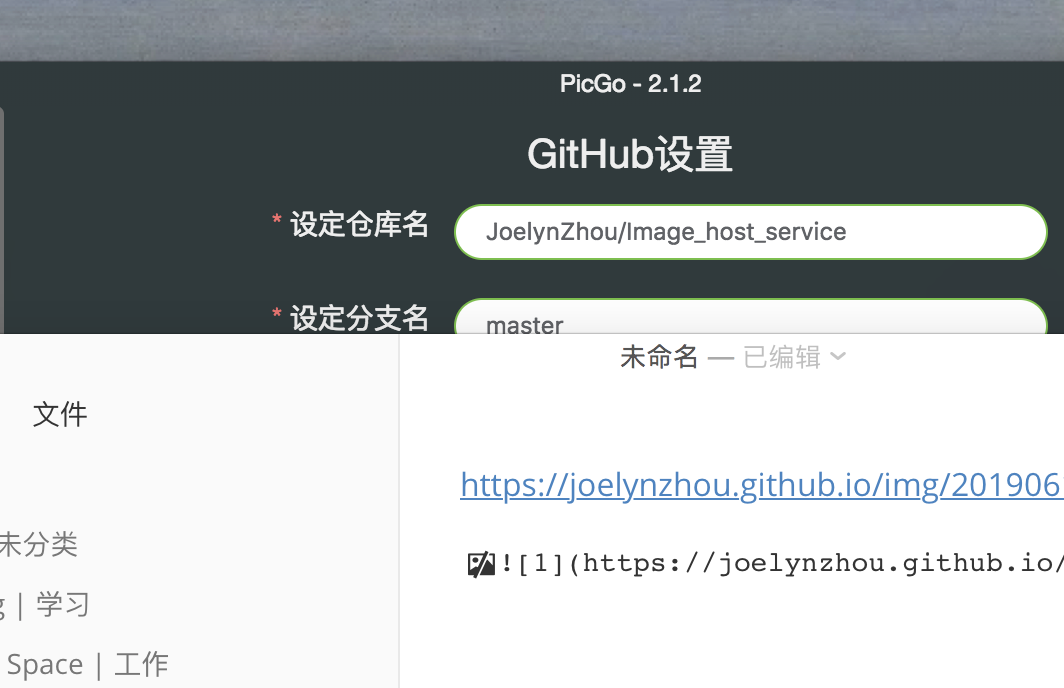 PicGo - 2.1.2
GitHub设置
* 设定仓库名 JoelynZhou/Image_host_service
* 设定分支名 master
未命名 — 已编辑
文件
https://joelynzhou.github.io/img/201906
![1](https://joelynzhou.github.io/
未分类
g | 学习
Space | 工作